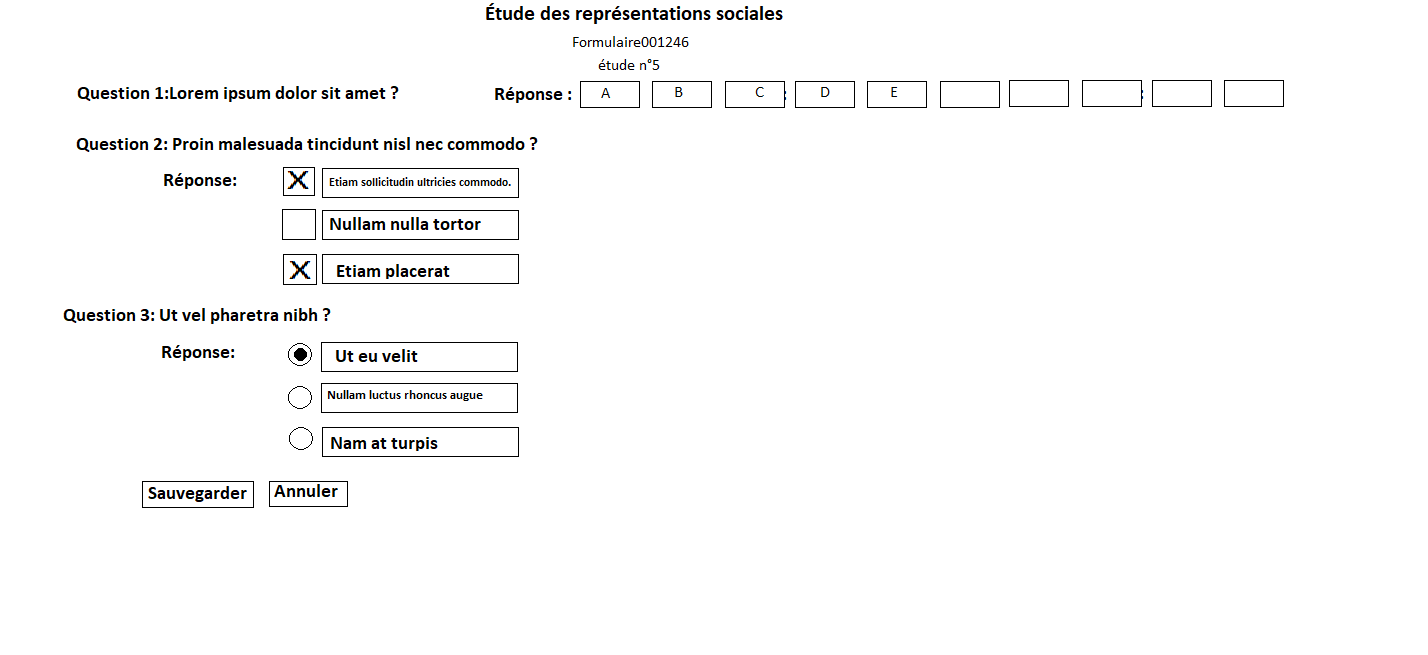 Étude des représentations sociales
Formulaire001246
étude n°5
Question 1:Lorem ipsum dolor sit amet ? Réponse : A B C D E
Question 2: Proin malesuada tincidunt nisl nec commodo ?
Réponse: X Etiam sollicitudin ultricies commodo.
Nullam nulla tortor
X Etiam placerat
Question 3: Ut vel pharetra nibh ?
Réponse: Ut eu velit
Nullam luctus rhoncus augue
Nam at turpis
Sauvegarder Annuler